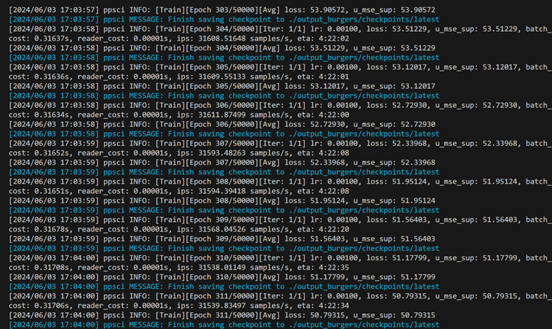 [2024/06/03 17:03:57] ppsci INFO: [Train][Epoch 303/50000][Avg] loss: 53.90572, u_mse_sup: 53.90572
[2024/06/03 17:03:57] ppsci MESSAGE: Finish saving checkpoint to ./output_burgers/checkpoints/latest
[2024/06/03 17:03:58] ppsci INFO: [Train][Epoch 304/50000][Iter: 1/1] lr: 0.00100, loss: 53.51229, u_mse_sup: 53.51229, batch_
cost: 0.31637s, reader_cost: 0.00001s, ips: 31608.51648 samples/s, eta: 4:22:02
[2024/06/03 17:03:58] ppsci INFO: [Train][Epoch 304/50000][Avg] loss: 53.51229, u_mse_sup: 53.51229
[2024/06/03 17:03:58] ppsci MESSAGE: Finish saving checkpoint to ./output_burgers/checkpoints/latest
[2024/06/03 17:03:58] ppsci INFO: [Train][Epoch 305/50000][Iter: 1/1] lr: 0.00100, loss: 53.12017, u_mse_sup: 53.12017, batch_
cost: 0.31636s, reader_cost: 0.00001s, ips: 31609.55133 samples/s, eta: 4:22:01
[2024/06/03 17:03:58] ppsci INFO: [Train][Epoch 305/50000][Avg] loss: 53.12017, u_mse_sup: 53.12017
[2024/06/03 17:03:58] ppsci MESSAGE: Finish saving checkpoint to ./output_burgers/checkpoints/latest
[2024/06/03 17:03:58] ppsci INFO: [Train][Epoch 306/50000][Iter: 1/1] lr: 0.00100, loss: 52.72930, u_mse_sup: 52.72930, batch_
cost: 0.31634s, reader_cost: 0.00001s, ips: 31611.87499 samples/s, eta: 4:22:00
[2024/06/03 17:03:58] ppsci INFO: [Train][Epoch 306/50000][Avg] loss: 52.72930, u_mse_sup: 52.72930
[2024/06/03 17:03:58] ppsci MESSAGE: Finish saving checkpoint to ./output_burgers/checkpoints/latest
[2024/06/03 17:03:59] ppsci INFO: [Train][Epoch 307/50000][Iter: 1/1] lr: 0.00100, loss: 52.33968, u_mse_sup: 52.33968, batch_
cost: 0.31652s, reader_cost: 0.00001s, ips: 31593.48263 samples/s, eta: 4:22:08
[2024/06/03 17:03:59] ppsci INFO: [Train][Epoch 307/50000][Avg] loss: 52.33968, u_mse_sup: 52.33968
[2024/06/03 17:03:59] ppsci MESSAGE: Finish saving checkpoint to ./output_burgers/checkpoints/latest
[2024/06/03 17:03:59] ppsci INFO: [Train][Epoch 308/50000][Iter: 1/1] lr: 0.00100, loss: 51.95124, u_mse_sup: 51.95124, batch_
cost: 0.31651s, reader_cost: 0.00001s, ips: 31594.39418 samples/s, eta: 4:22:08
[2024/06/03 17:03:59] ppsci INFO: [Train][Epoch 308/50000][Avg] loss: 51.95124, u_mse_sup: 51.95124
[2024/06/03 17:03:59] ppsci MESSAGE: Finish saving checkpoint to ./output_burgers/checkpoints/latest
[2024/06/03 17:03:59] ppsci INFO: [Train][Epoch 309/50000][Iter: 1/1] lr: 0.00100, loss: 51.56403, u_mse_sup: 51.56403, batch_
cost: 0.31678s, reader_cost: 0.00001s, ips: 31568.04526 samples/s, eta: 4:22:20
[2024/06/03 17:03:59] ppsci INFO: [Train][Epoch 309/50000][Avg] loss: 51.56403, u_mse_sup: 51.56403
[2024/06/03 17:03:59] ppsci MESSAGE: Finish saving checkpoint to ./output_burgers/checkpoints/latest
[2024/06/03 17:04:00] ppsci INFO: [Train][Epoch 310/50000][Iter: 1/1] lr: 0.00100, loss: 51.17799, u_mse_sup: 51.17799, batch_
cost: 0.31708s, reader_cost: 0.00001s, ips: 31538.01149 samples/s, eta: 4:22:35
[2024/06/03 17:04:00] ppsci INFO: [Train][Epoch 310/50000][Avg] loss: 51.17799, u_mse_sup: 51.17799
[2024/06/03 17:04:00] ppsci MESSAGE: Finish saving checkpoint to ./output_burgers/checkpoints/latest
[2024/06/03 17:04:00] ppsci INFO: [Train][Epoch 311/50000][Iter: 1/1] lr: 0.00100, loss: 50.79315, u_mse_sup: 50.79315, batch_
cost: 0.31706s, reader_cost: 0.00001s, ips: 31539.83497 samples/s, eta: 4:22:34
[2024/06/03 17:04:00] ppsci INFO: [Train][Epoch 311/50000][Avg] loss: 50.79315, u_mse_sup: 50.79315
[2024/06/03 17:04:00] ppsci MESSAGE: Finish saving checkpoint to ./output_burgers/checkpoints/latest